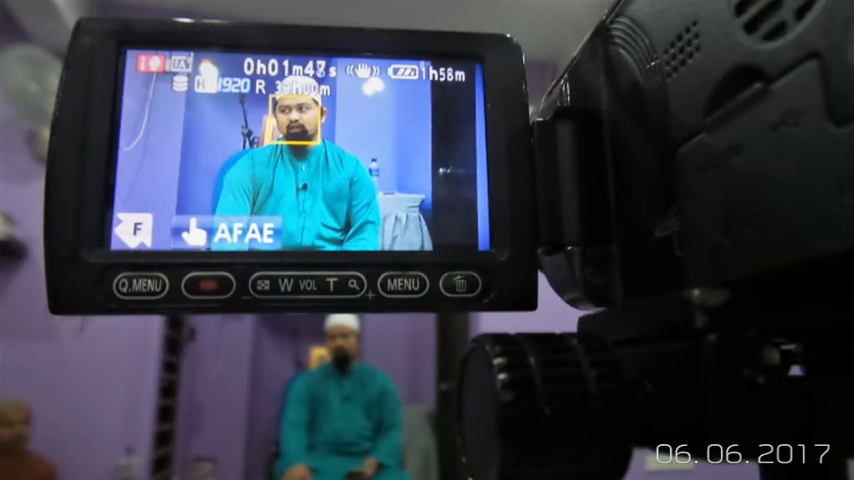 0h01m47s 1h58m
1920 R
F AFAE
Q.MENU W VOL T MENU
06.06.2017